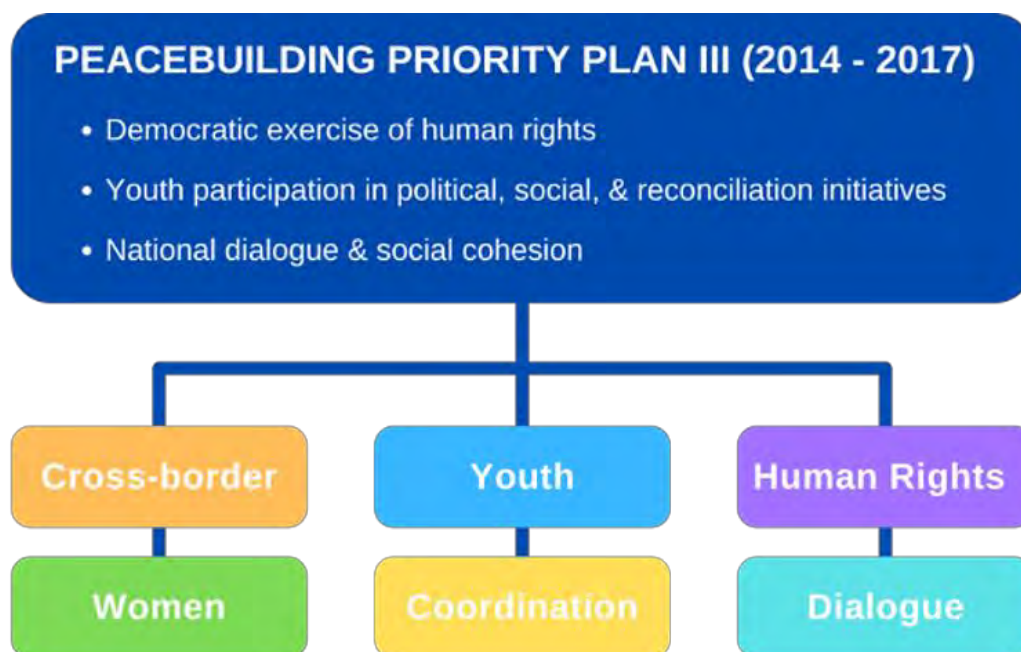 PEACEBUILDING PRIORITY PLAN III (2014 - 2017)
• Democratic exercise of human rights
• Youth participation in political, social, & reconciliation initiatives
• National dialogue & social cohesion
Cross-border
Youth
Human Rights
Women
Coordination
Dialogue